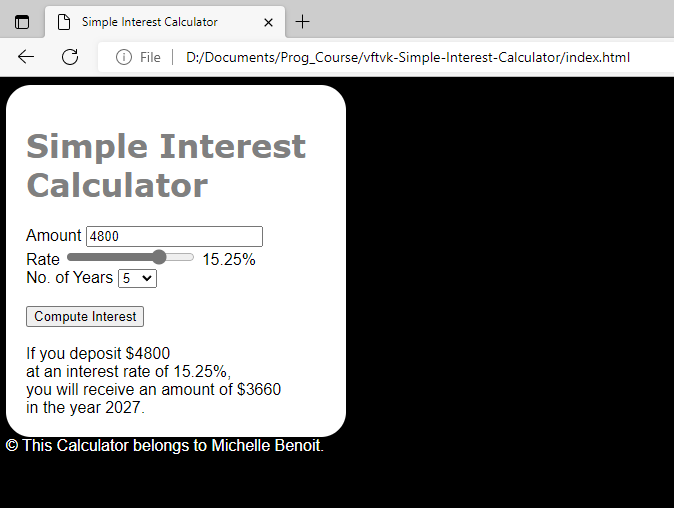 Simple Interest Calculator
File D:/Documents/Prog_Course/vftvk-Simple-Interest-Calculator/index.html
Simple Interest
Calculator
Amount 4800
Rate 15.25%
No. of Years 5
Compute Interest
If you deposit $4800
at an interest rate of 15.25%,
you will receive an amount of $3660
in the year 2027.
© This Calculator belongs to Michelle Benoit.